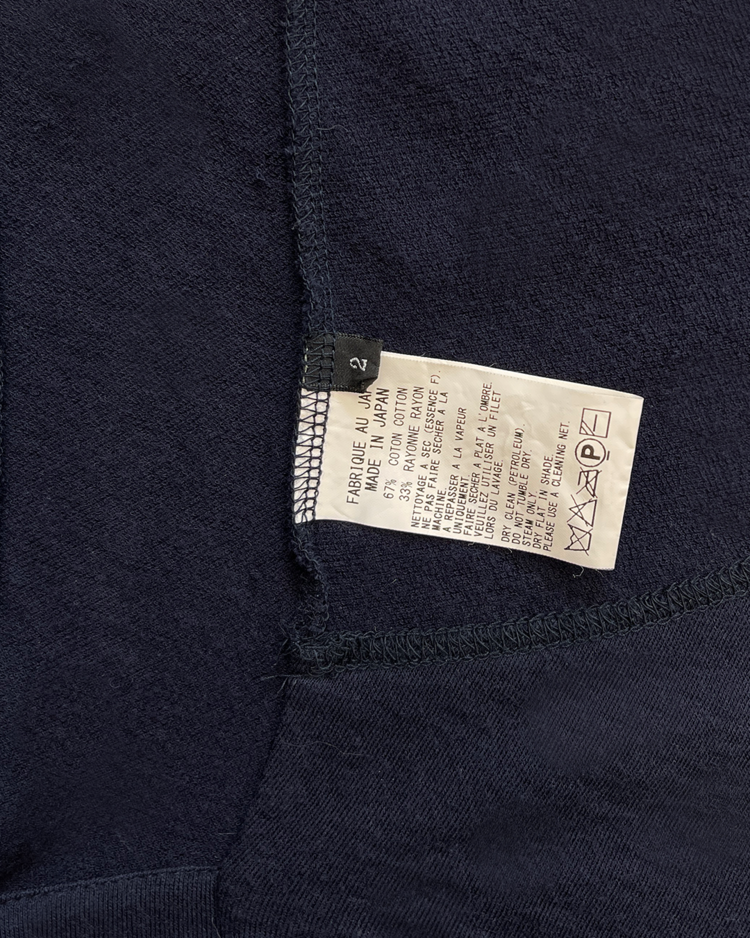 2
FABRIQUE AU JA
MADE IN JAPAN
67% COTON COTTON
33% RAYONNE RAYON
NETTOYAGE A SEC (ESSENCE F).
NE PAS FAIRE SECHER A LA
MACHINE.
A REPASSER A LA VAPEUR
UNIQUEMENT
FAIRE SECHER A PLAT A L'OMBRE.
VEUILLEZ UTILISER UN FILET
LORS DU LAVAGE.
DRY CLEAN (PETROLEUM).
DO NOT TUMBLE DRY.
STEAM ONLY.
DRY FLAT IN SHADE.
PLEASE USE A CLEANING NET.
P